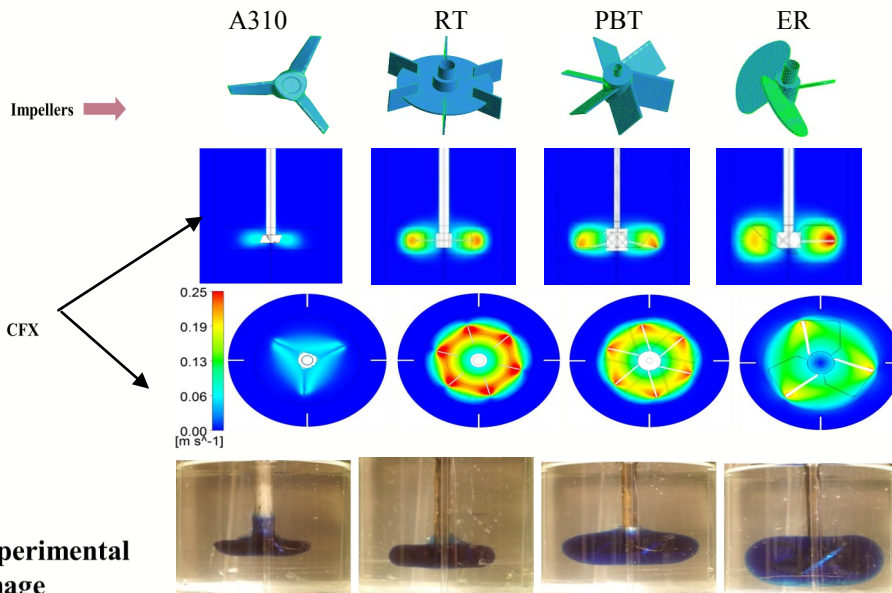 A310 RT PBT ER
Impellers
0.25
0.19
0.13
CFX
0.06
0.00
[m s^-1]
perimental
nage